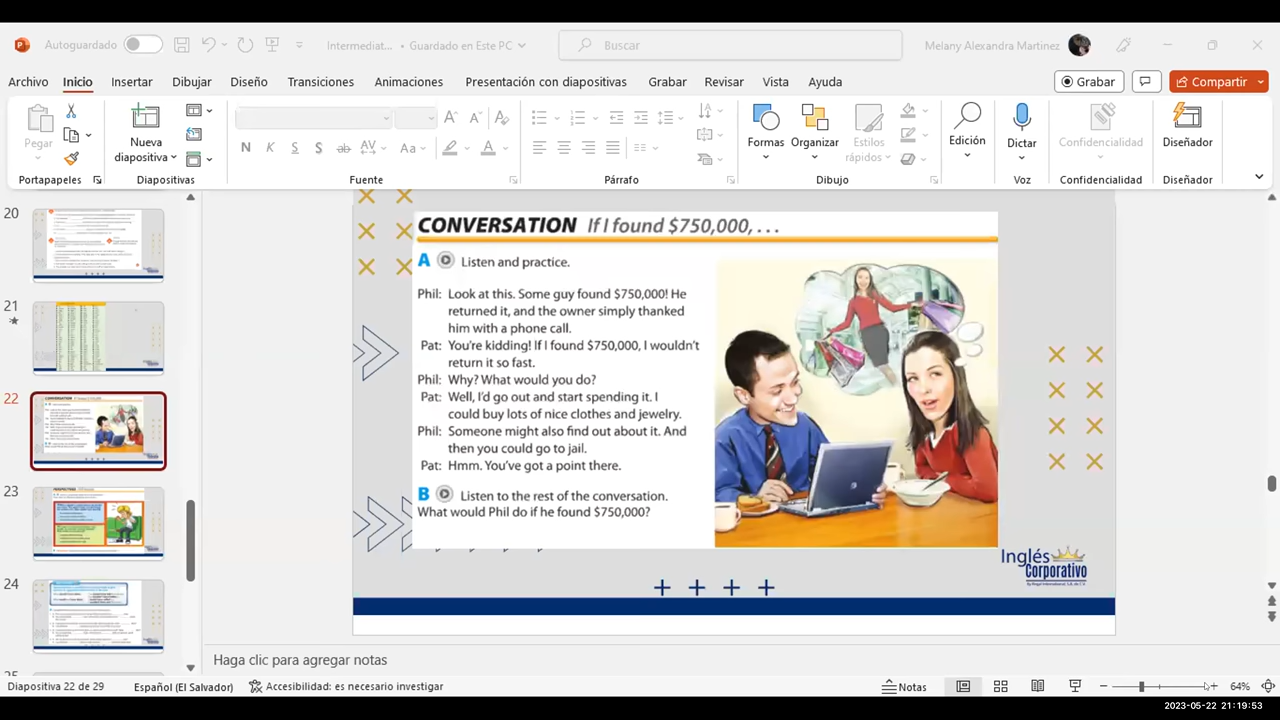 Autoguardado
Intermediat... • Guardado en Este PC
Buscar
Melany Alexandra Martinez
Archivo Inicio Insertar Dibujar Diseño Transiciones Animaciones Presentación con diapositivas Grabar Revisar Vista Ayuda
Grabar
Compartir
Pegar
Nueva
diapositiva
N K S S ab AV Aa A
Formas
Organizar
Estilos
rápidos
Edición
Dictar
Confidencialidad
Diseñador
Portapapeles
Diapositivas
Fuente
Párrafo
Dibujo
Voz
Confidencialidad
Diseñador
20
21
22
23
24
CONVERSATION If I found $750,000, . . .
A Listen and practice.
Phil: Look at this. Some guy found $750,000! He
returned it, and the owner simply thanked
him with a phone call.
Pat: You're kidding! If I found $750,000, I wouldn't
return it so fast.
Phil: Why? What would you do?
Pat: Well, I'd go out and start spending it. I
could buy lots of nice clothes and jewelry.
Phil: Someone might also find out about it. And
then you could go to jail.
Pat: Hmm. You've got a point there.
B Listen to the rest of the conversation.
What would Phil do if he found $750,000?
Inglés
Corporativo
Haga clic para agregar notas
Diapositiva 22 de 29
Español (El Salvador)
Accesibilidad: es necesario investigar
Notas
64%
2023-05-22 21:19:53